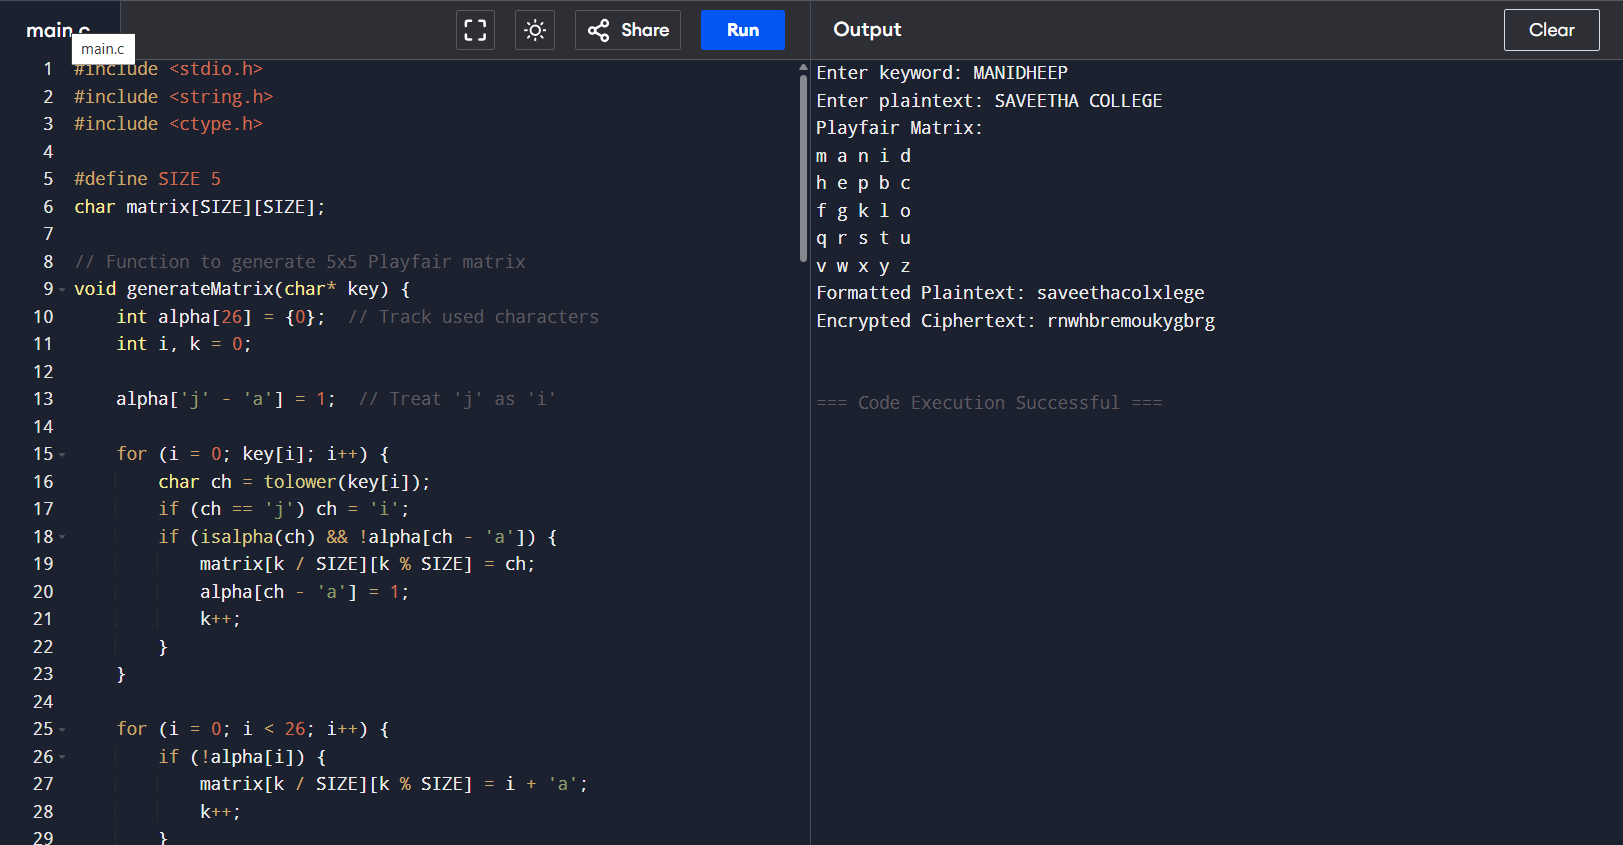 main.c
main.c
Share
Run
Output
Clear
1 #include <stdio.h>
2 #include <string.h>
3 #include <ctype.h>
4
5 #define SIZE 5
6 char matrix[SIZE][SIZE];
7
8 // Function to generate 5x5 Playfair matrix
9 void generateMatrix(char* key) {
10     int alpha[26] = {0};  // Track used characters
11     int i, k = 0;
12
13     alpha['j' - 'a'] = 1;  // Treat 'j' as 'i'
14
15     for (i = 0; key[i]; i++) {
16         char ch = tolower(key[i]);
17         if (ch == 'j') ch = 'i';
18         if (isalpha(ch) && !alpha[ch - 'a']) {
19             matrix[k / SIZE][k % SIZE] = ch;
20             alpha[ch - 'a'] = 1;
21             k++;
22         }
23     }
24
25     for (i = 0; i < 26; i++) {
26         if (!alpha[i]) {
27             matrix[k / SIZE][k % SIZE] = i + 'a';
28             k++;
29         }
Enter keyword: MANIDHEEP
Enter plaintext: SAVEETHA COLLEGE
Playfair Matrix:
m a n i d
h e p b c
f g k l o
q r s t u
v w x y z
Formatted Plaintext: saveethacolxlege
Encrypted Ciphertext: rnwhbremoukygbrg
=== Code Execution Successful ===